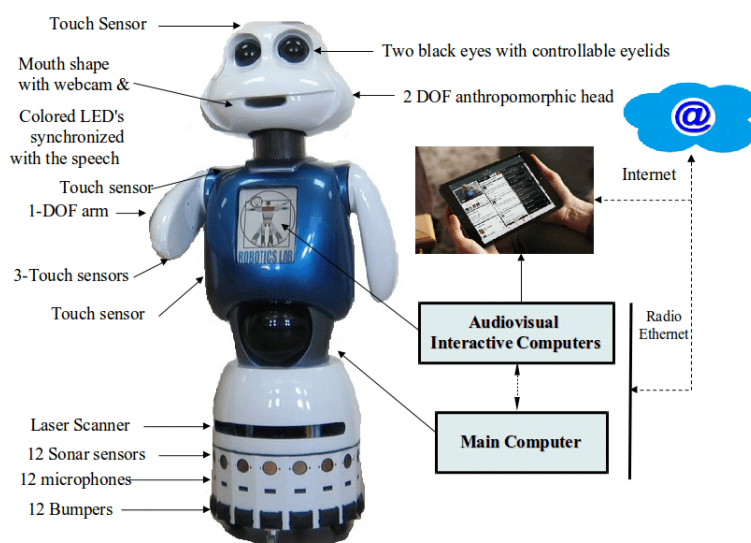 Touch Sensor
Two black eyes with controllable eyelids
Mouth shape
with webcam &
2 DOF anthropomorphic head
@
Colored LED's
synchronized
with the speech
Touch sensor
Internet
1-DOF arm
ROBOTICS LAB
3-Touch sensors
Touch sensor
Audiovisual
Interactive Computers
Radio
Ethernet
Laser Scanner
Main Computer
12 Sonar sensors
12 microphones
12 Bumpers